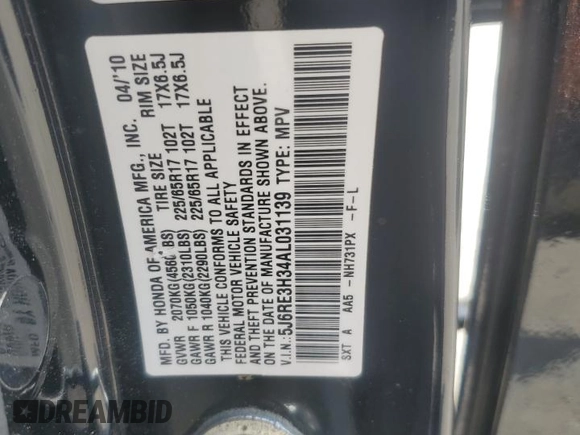 MFD. BY HONDA OF AMERICA MFG., INC. 04/'10
TIRE SIZE RIM SIZE
GVWR 2070KG(4560LBS)
GAWR F 1050KG(2310LBS) 225/65R17 102T 17X6.5J
GAWR R 1040KG(2290LBS) 225/65R17 102T 17X6.5J
THIS VEHICLE CONFORMS TO ALL APPLICABLE
FEDERAL MOTOR VEHICLE SAFETY
AND THEFT PREVENTION STANDARDS IN EFFECT
ON THE DATE OF MANUFACTURE SHOWN ABOVE.
V.I.N.:5J6RE3H34AL031139 TYPE: MPV
SXT A AA5 -NH731PX -F-L
DREAMBID